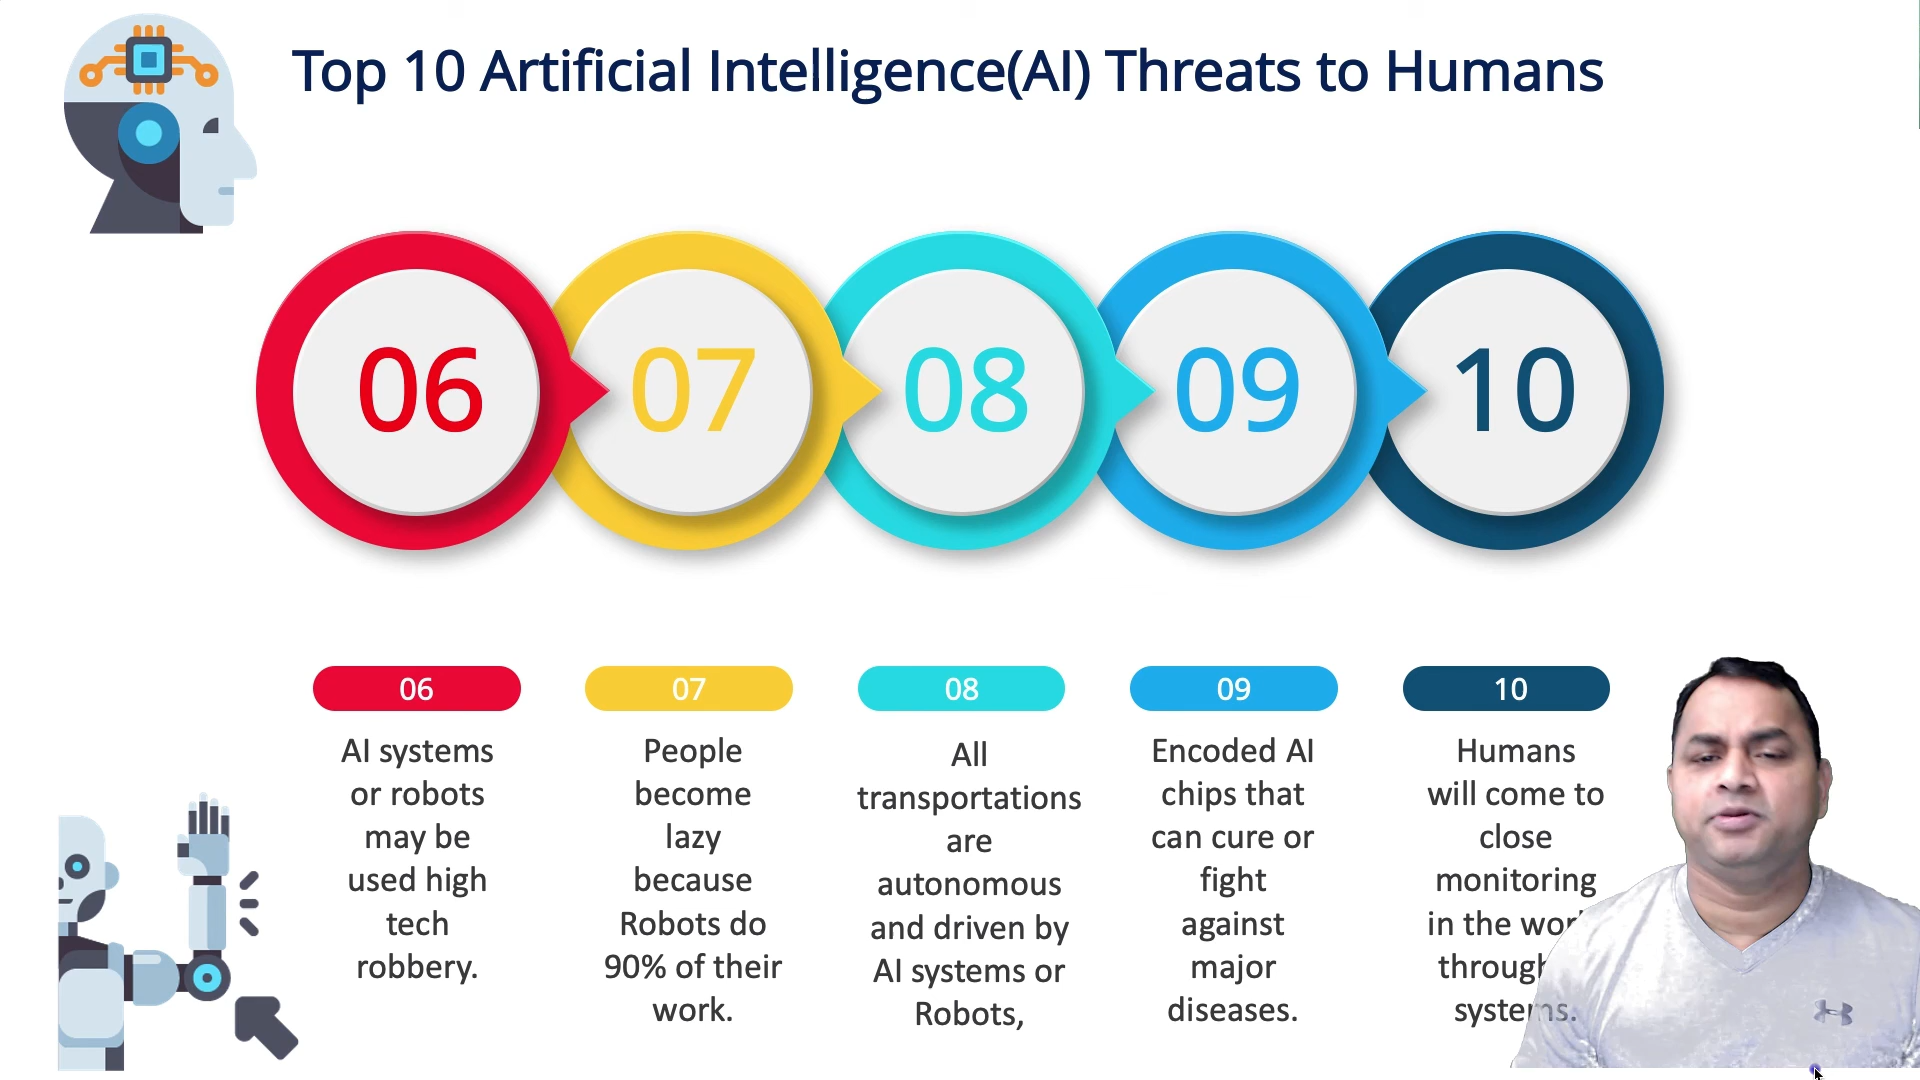 Top 10 Artificial Intelligence(AI) Threats to Humans
06
07
08
09
10
06
AI systems
or robots
may be
used high
tech
robbery.
07
People
become
lazy
because
Robots do
90% of their
work.
08
All
transportations
are
autonomous
and driven by
AI systems or
Robots,
09
Encoded AI
chips that
can cure or
fight
against
major
diseases.
10
Humans
will come to
close
monitoring
in the
systems.